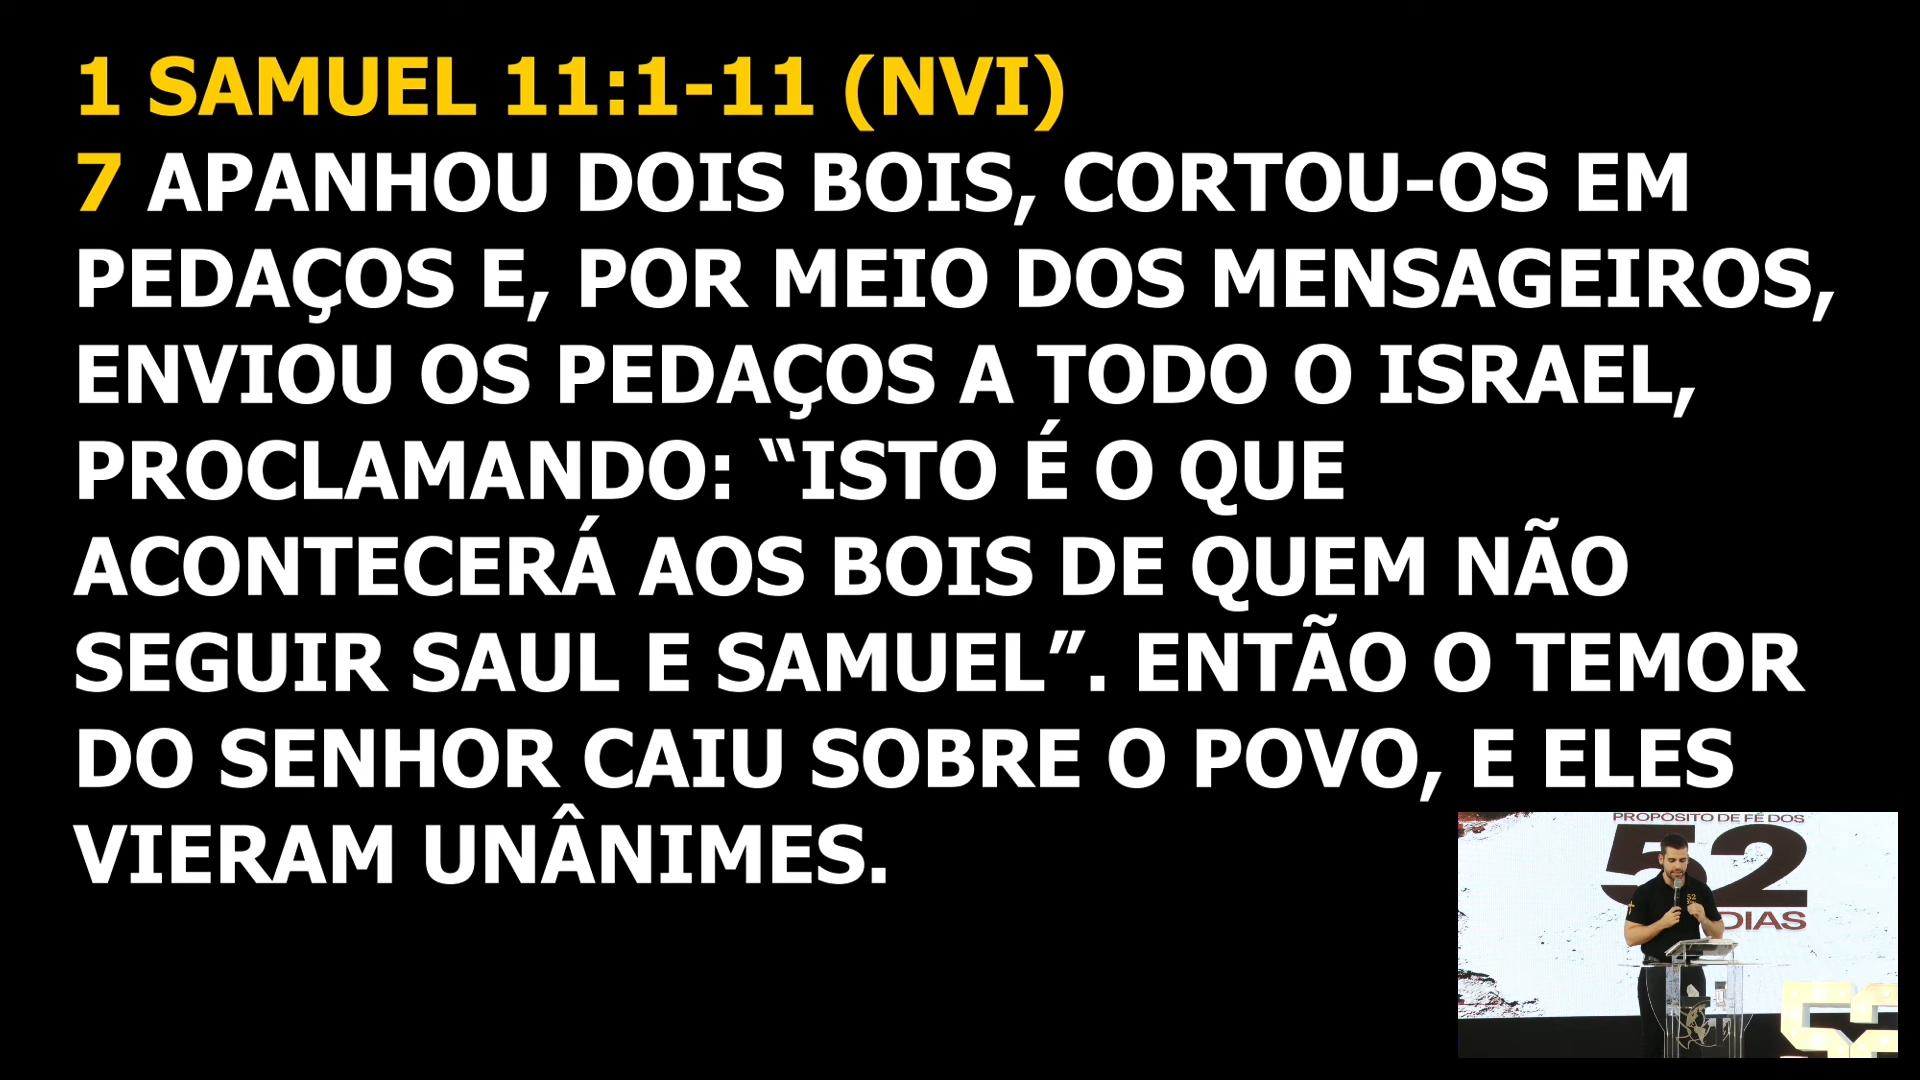 1 SAMUEL 11:1-11 (NVI)
7 APANHOU DOIS BOIS, CORTOU-OS EM
PEDAÇOS E, POR MEIO DOS MENSAGEIROS,
ENVIOU OS PEDAÇOS A TODO O ISRAEL,
PROCLAMANDO: “ISTO É O QUE
ACONTECERÁ AOS BOIS DE QUEM NÃO
SEGUIR SAUL E SAMUEL”. ENTÃO O TEMOR
DO SENHOR CAIU SOBRE O POVO, E ELES
VIERAM UNÂNIMES.
PROPÓSITO DE FÉ DOS
52
DIAS
52
52